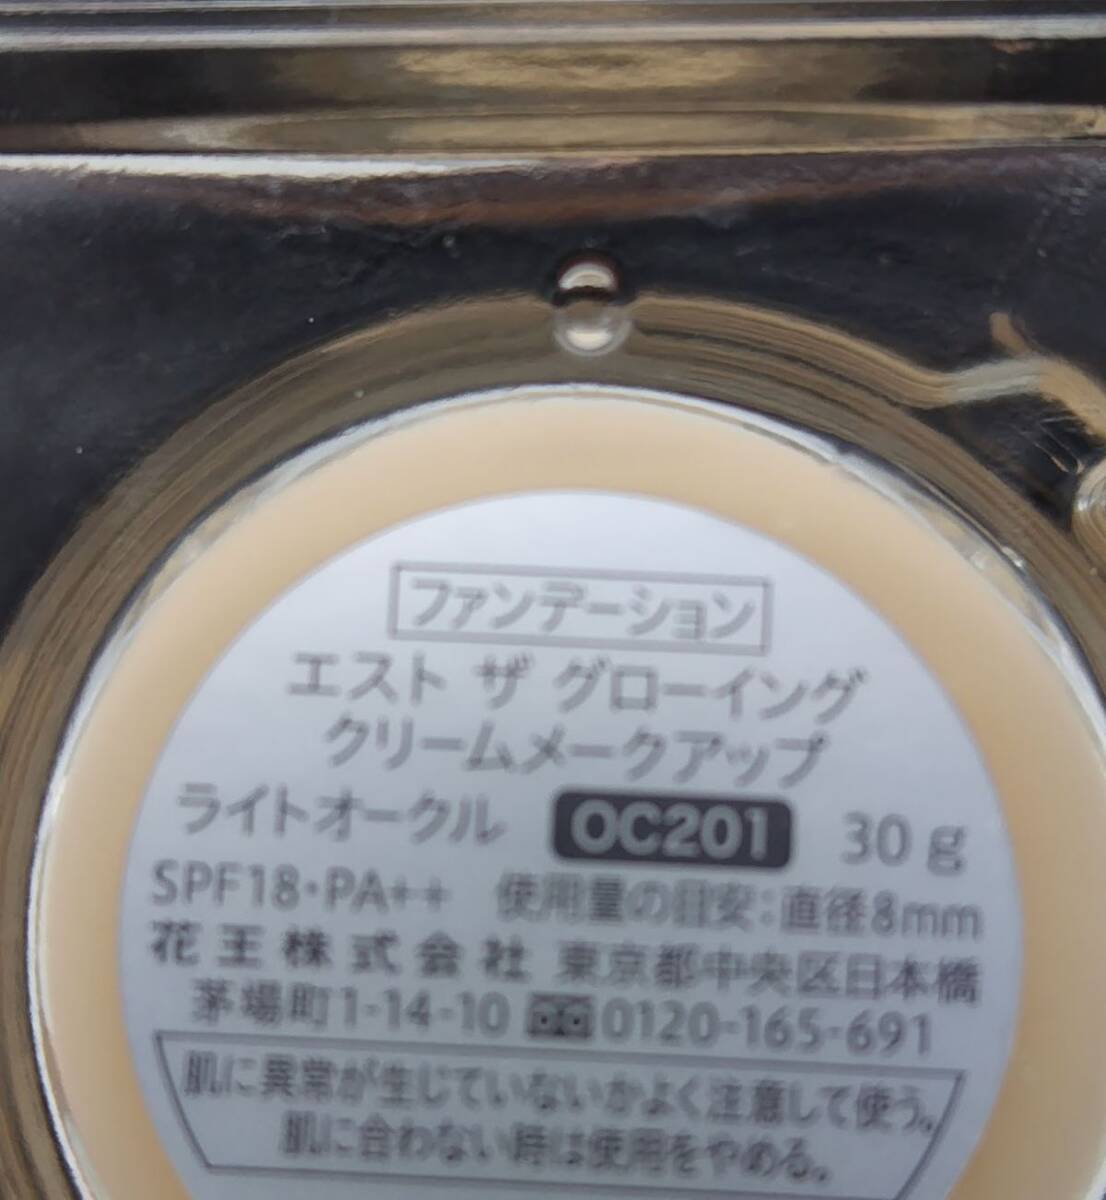 ファンデーション
エスト ザ グローイング
クリームメークアップ
ライトオークル OC201 30g
SPF18・PA++ 使用量の目安:直径8mm
花王株式会社 東京都中央区日本橋
茅場町1-14-10 0120-165-691
肌に異常が生じていないかよく注意して使う。
肌に合わない時は使用をやめる。